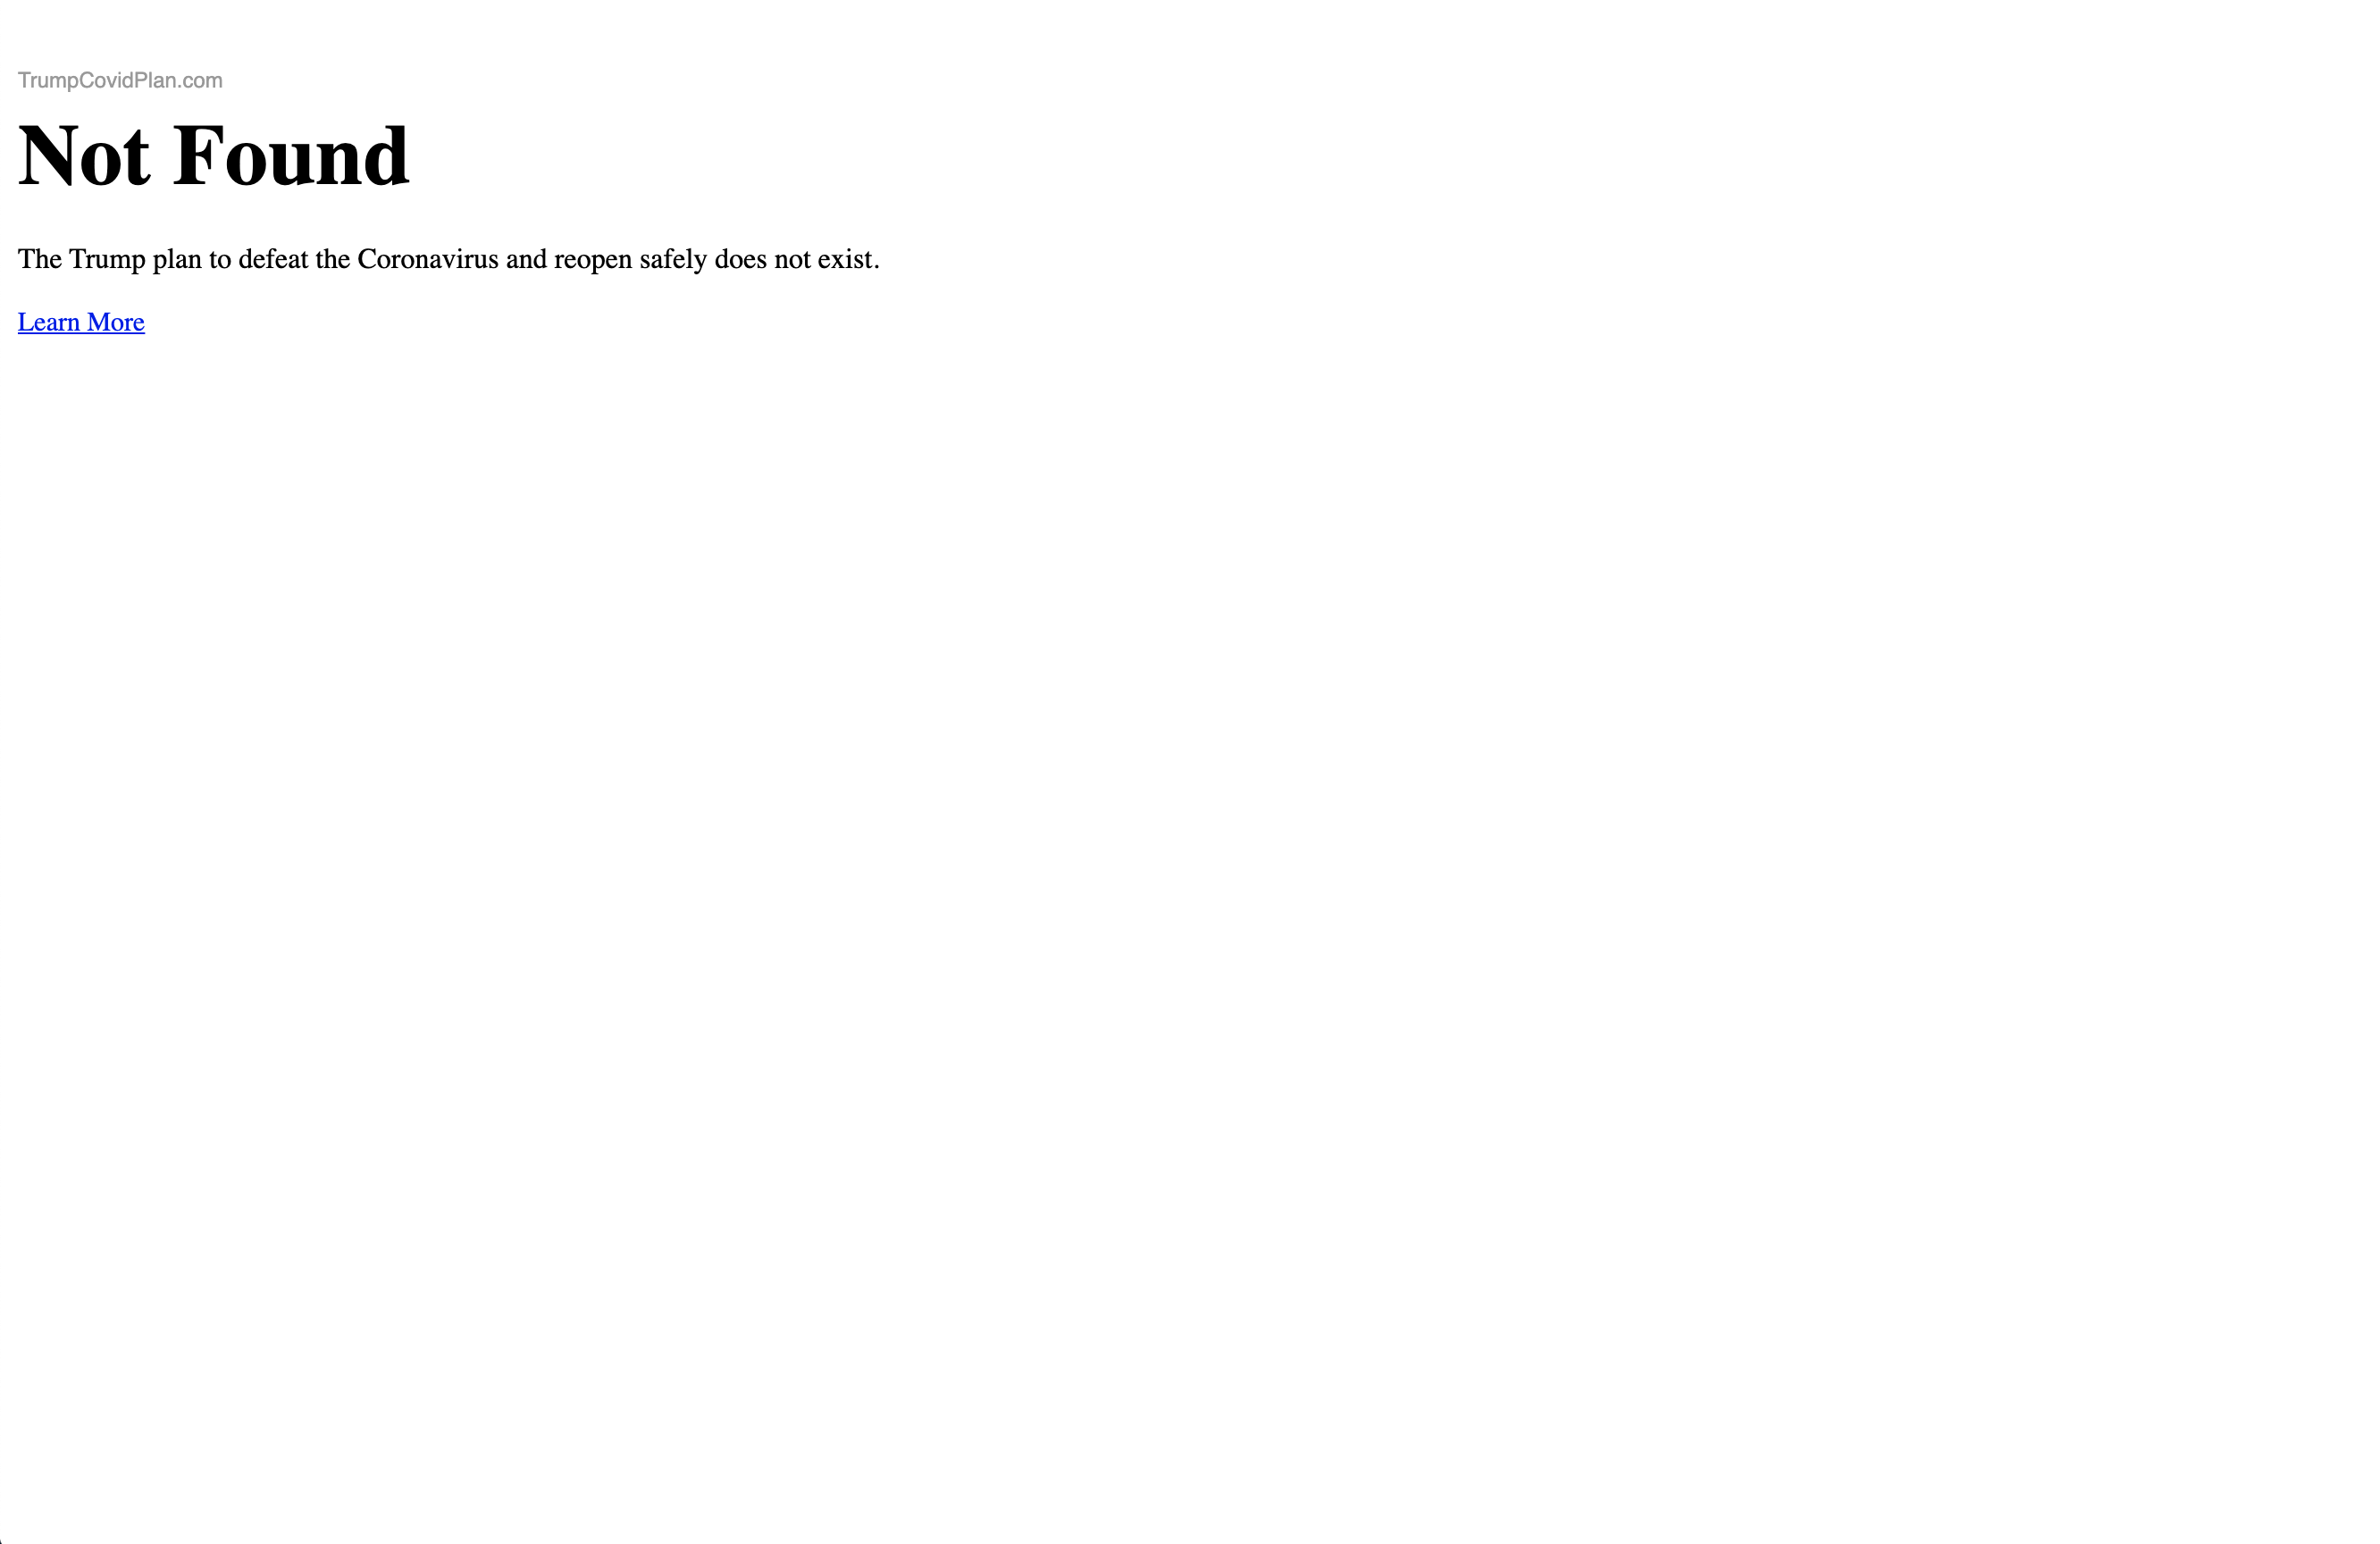 TrumpCovidPlan.com
Not Found
The Trump plan to defeat the Coronavirus and reopen safely does not exist.
Learn More